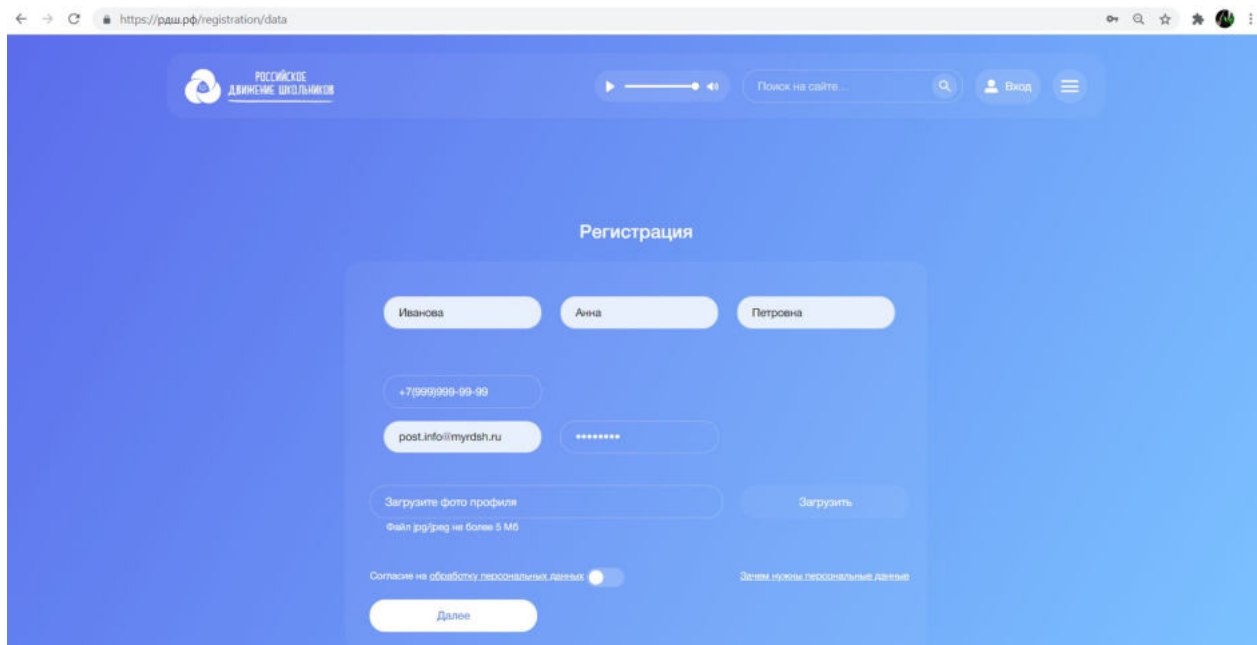 https://рдш.рф/registration/data
РОССИЙСКОЕ
ДВИЖЕНИЕ ШКОЛЬНИКОВ
Поиск на сайте...
Вход
Регистрация
Иванова Анна Петровна
+7(999)999-99-99
post.info@myrdsh.ru ••••••••
Загрузите фото профиля Загрузить
Файл jpg/jpeg не более 5 Мб
Согласие на обработку персональных данных Зачем нужны персональные данные
Далее